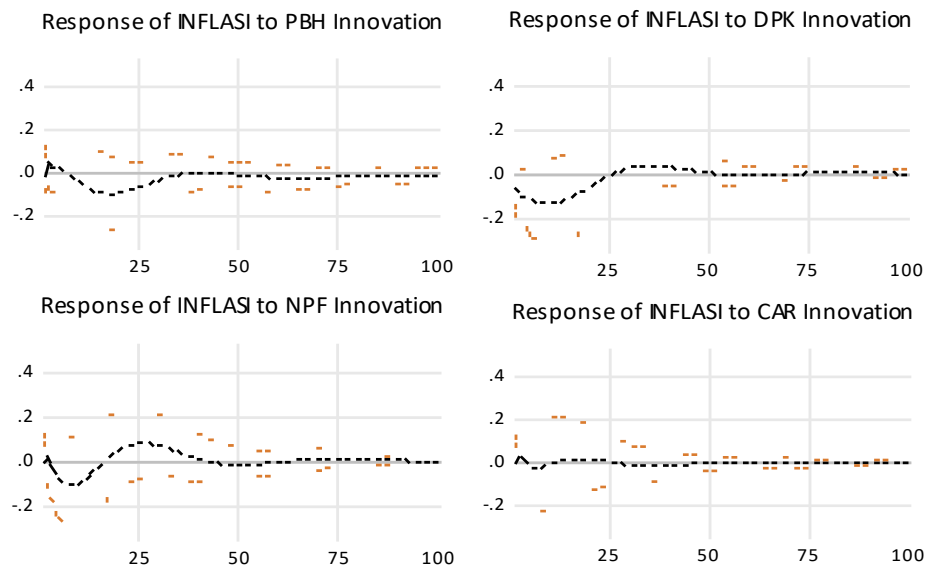 Response of INFLASI to PBH Innovation
.4
.2
.0
-.2
25 50 75 100
Response of INFLASI to DPK Innovation
.4
.2
.0
-.2
25 50 75 100
Response of INFLASI to NPF Innovation
.4
.2
.0
-.2
25 50 75 100
Response of INFLASI to CAR Innovation
.4
.2
.0
-.2
25 50 75 100